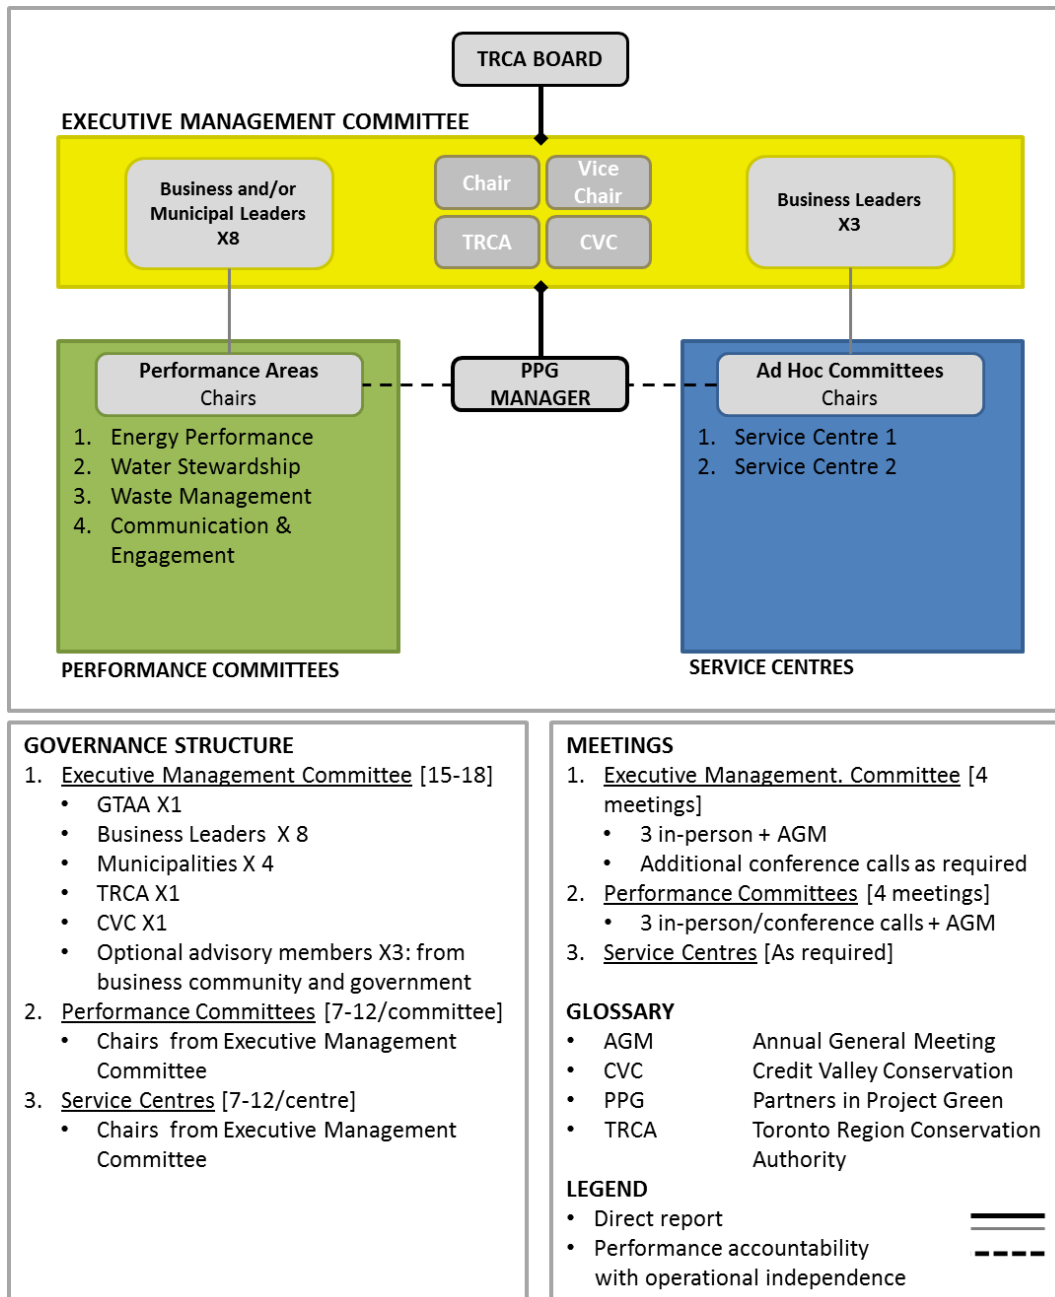 TRCA BOARD
EXECUTIVE MANAGEMENT COMMITTEE
Business and/or
Municipal Leaders
X8
Chair
Vice
Chair
TRCA
CVC
Business Leaders
X3
Performance Areas
Chairs
PPG
MANAGER
Ad Hoc Committees
Chairs
1. Energy Performance
2. Water Stewardship
3. Waste Management
4. Communication &
Engagement
1. Service Centre 1
2. Service Centre 2
PERFORMANCE COMMITTEES
SERVICE CENTRES
GOVERNANCE STRUCTURE
1. Executive Management Committee [15-18]
• GTAA X1
• Business Leaders X 8
• Municipalities X 4
• TRCA X1
• CVC X1
• Optional advisory members X3: from
business community and government
2. Performance Committees [7-12/committee]
• Chairs from Executive Management
Committee
3. Service Centres [7-12/centre]
• Chairs from Executive Management
Committee
MEETINGS
1. Executive Management. Committee [4
meetings]
• 3 in-person + AGM
• Additional conference calls as required
2. Performance Committees [4 meetings]
• 3 in-person/conference calls + AGM
3. Service Centres [As required]
GLOSSARY
• AGM Annual General Meeting
• CVC Credit Valley Conservation
• PPG Partners in Project Green
• TRCA Toronto Region Conservation
Authority
LEGEND
• Direct report
• Performance accountability
with operational independence